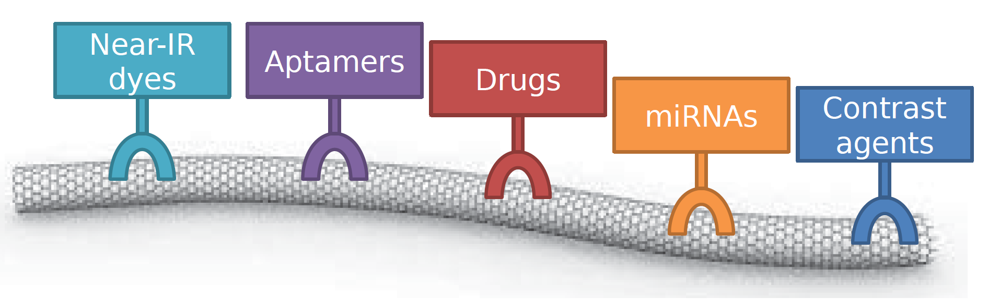 Near-IR
dyes
Aptamers
Drugs
miRNAs
Contrast
agents